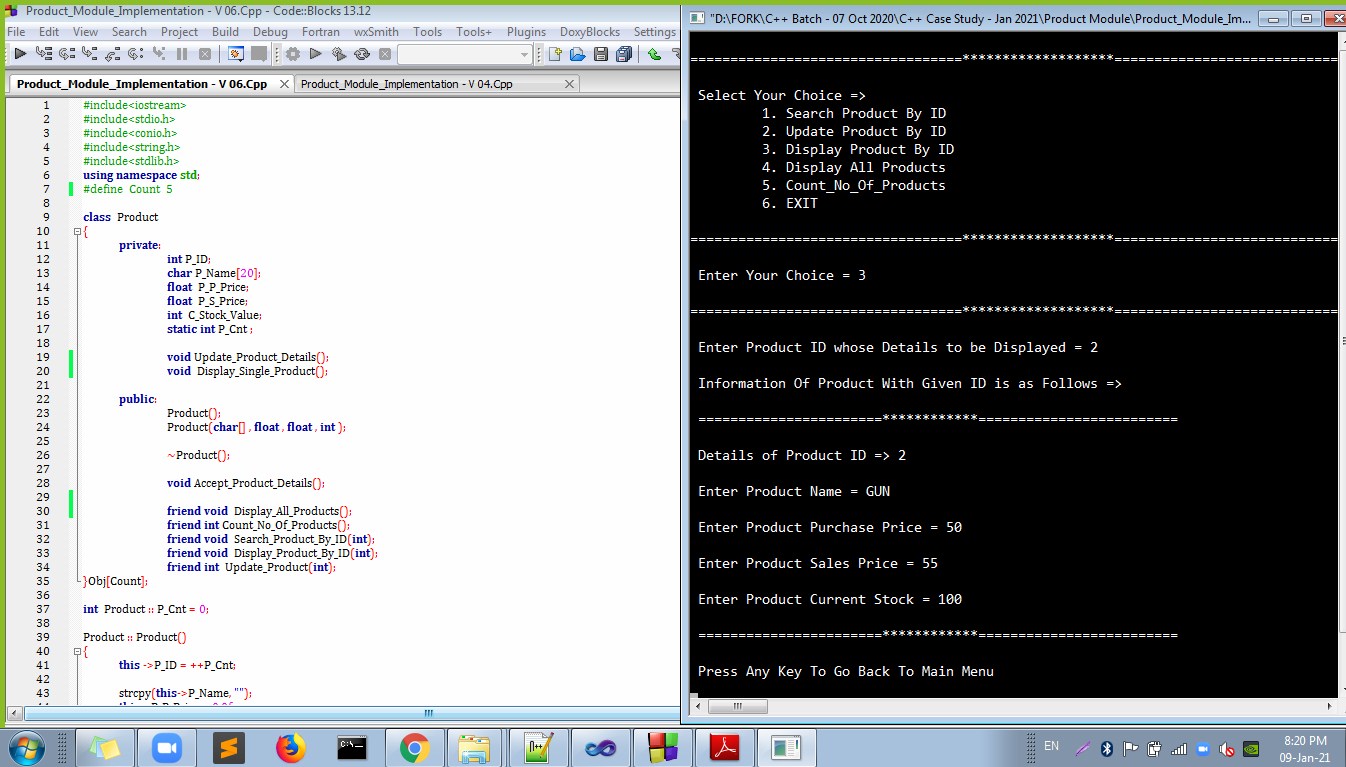 Product_Module_Implementation - V 06.Cpp - Code::Blocks 13.12
File Edit View Search Project Build Debug Fortran wxSmith Tools Tools+ Plugins DoxyBlocks Settings
Product_Module_Implementation - V 06.Cpp
Product_Module_Implementation - V 04.Cpp
1 #include<iostream>
2 #include<stdio.h>
3 #include<conio.h>
4 #include<string.h>
5 #include<stdlib.h>
6 using namespace std;
7 #define Count 5
8
9 class Product
10 {
11 private:
12 int P_ID;
13 char P_Name[20];
14 float P_P_Price;
15 float P_S_Price;
16 int C_Stock_Value;
17 static int P_Cnt ;
18
19 void Update_Product_Details();
20 void Display_Single_Product();
21
22 public:
23 Product();
24 Product(char[] , float , float , int );
25
26 ~Product();
27
28 void Accept_Product_Details();
29
30 friend void Display_All_Products();
31 friend int Count_No_Of_Products();
32 friend void Search_Product_By_ID(int);
33 friend void Display_Product_By_ID(int);
34 friend int Update_Product(int);
35 }Obj[Count];
36
37 int Product :: P_Cnt = 0;
38
39 Product :: Product()
40 {
41 this ->P_ID = ++P_Cnt;
42
43 strcpy(this->P_Name, "");
"D:\FORK\C++ Batch - 07 Oct 2020\C++ Case Study - Jan 2021\Product Module\Product_Module_Im...
==================================*******************============================
Select Your Choice =>
1. Search Product By ID
2. Update Product By ID
3. Display Product By ID
4. Display All Products
5. Count_No_Of_Products
6. EXIT
==================================*******************============================
Enter Your Choice = 3
==================================*******************============================
Enter Product ID whose Details to be Displayed = 2
Information Of Product With Given ID is as Follows =>
=======================************=========================
Details of Product ID => 2
Enter Product Name = GUN
Enter Product Purchase Price = 50
Enter Product Sales Price = 55
Enter Product Current Stock = 100
=======================************=========================
Press Any Key To Go Back To Main Menu
EN
8:20 PM
09-Jan-21